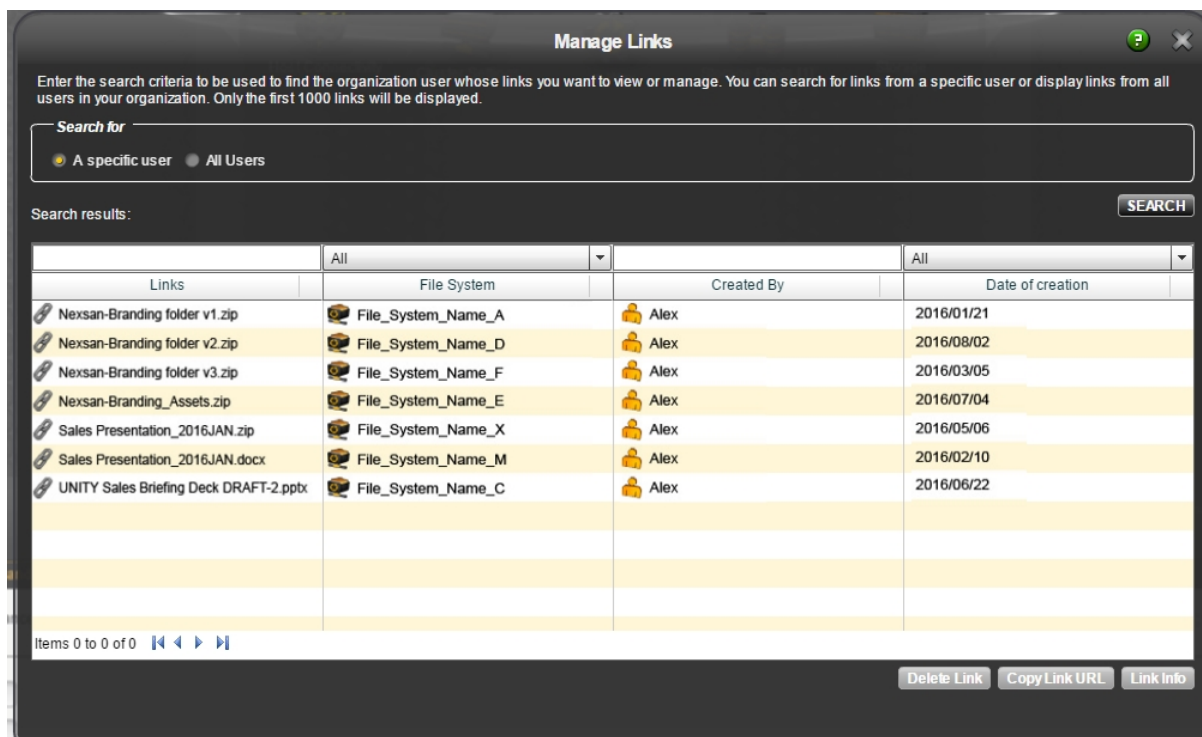 Manage Links
Enter the search criteria to be used to find the organization user whose links you want to view or manage. You can search for links from a specific user or display links from all
users in your organization. Only the first 1000 links will be displayed.
Search for
A specific user All Users
Search results:
SEARCH
All All
Links File System Created By Date of creation
Nexsan-Branding folder v1.zip File_System_Name_A Alex 2016/01/21
Nexsan-Branding folder v2.zip File_System_Name_D Alex 2016/08/02
Nexsan-Branding folder v3.zip File_System_Name_F Alex 2016/03/05
Nexsan-Branding_Assets.zip File_System_Name_E Alex 2016/07/04
Sales Presentation_2016JAN.zip File_System_Name_X Alex 2016/05/06
Sales Presentation_2016JAN.docx File_System_Name_M Alex 2016/02/10
UNITY Sales Briefing Deck DRAFT-2.pptx File_System_Name_C Alex 2016/06/22
Items 0 to 0 of 0
Delete Link Copy Link URL Link Info